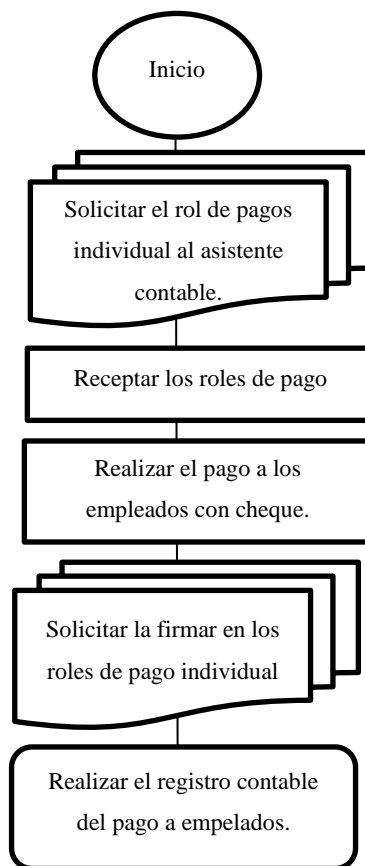 Inicio
Solicitar el rol de pagos
individual al asistente
contable.
Receptar los roles de pago
Realizar el pago a los
empleados con cheque.
Solicitar la firmar en los
roles de pago individual
Realizar el registro contable
del pago a empelados.